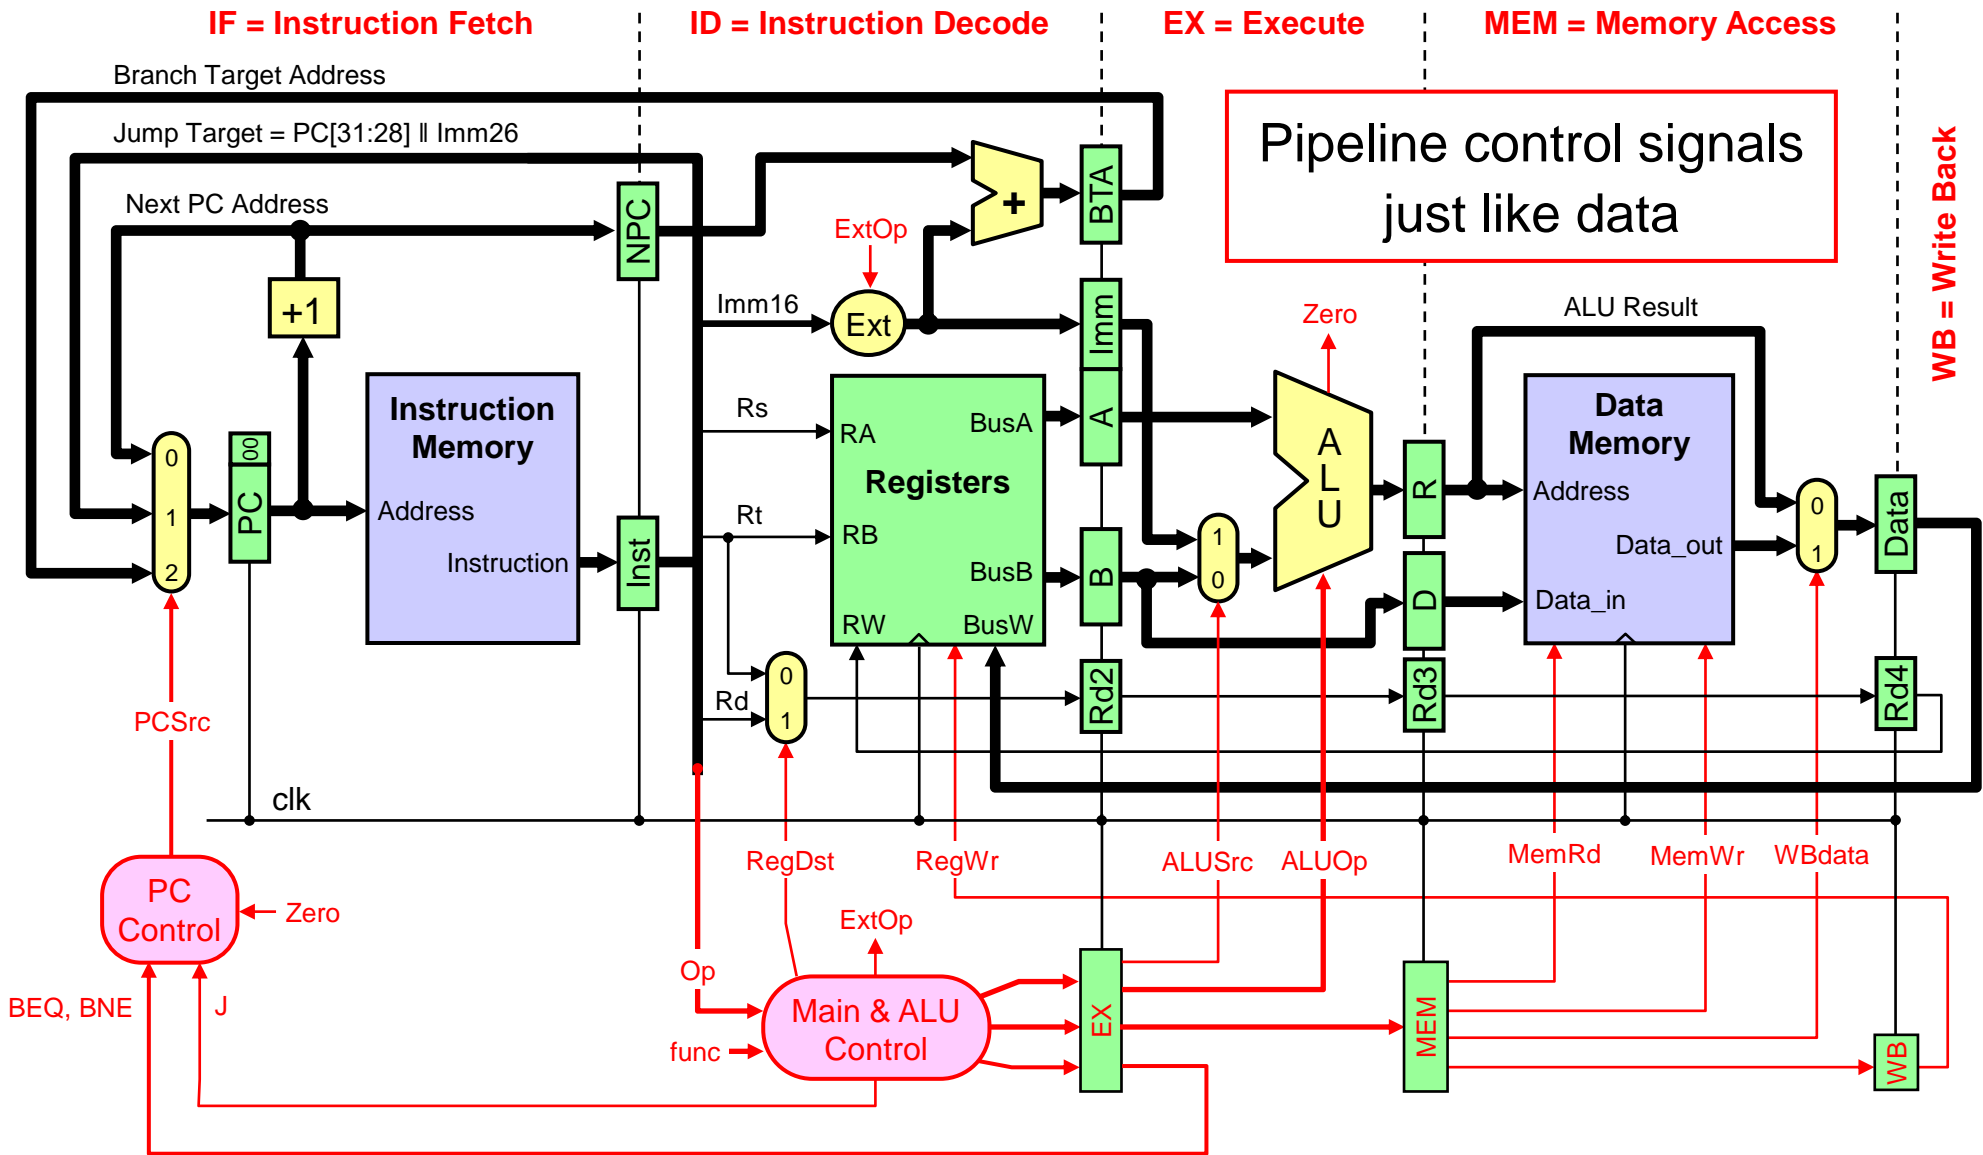 IF = Instruction Fetch
ID = Instruction Decode
EX = Execute
MEM = Memory Access
WB = Write Back
Branch Target Address
Jump Target = PC[31:28] ‖ Imm26
Next PC Address
Pipeline control signals
just like data
NPC
+
BTA
ExtOp
+1
Imm16
Ext
Imm
Zero
ALU Result
Instruction
Memory
Address
Instruction
0
1
2
00
PC
Inst
Rs
Rt
Rd
RA
BusA
Registers
RB
BusB
RW
BusW
A
B
1
0
A
L
U
R
D
Data
Memory
Address
Data_out
Data_in
0
1
Data
0
1
Rd2
Rd3
Rd4
PCSrc
clk
RegDst
RegWr
ALUSrc
ALUOp
MemRd
MemWr
WBdata
PC
Control
Zero
ExtOp
Op
BEQ, BNE
J
func
Main & ALU
Control
EX
MEM
WB